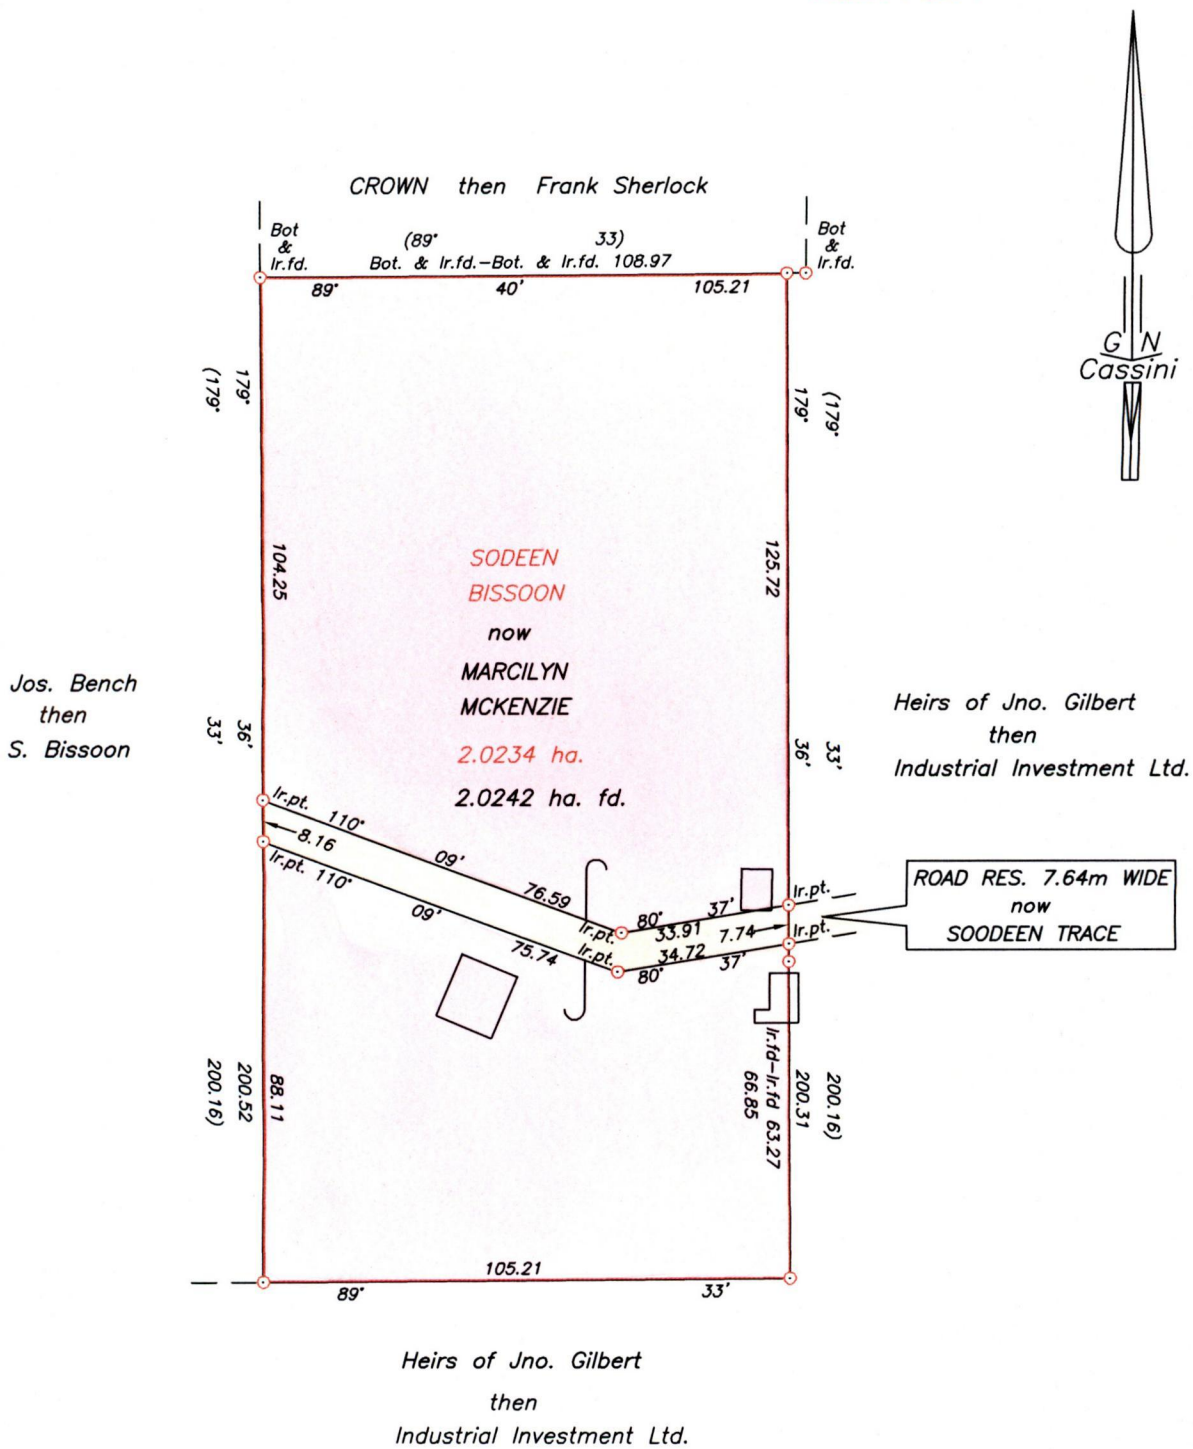 CROWN then Frank Sherlock
Bot
&
Ir.fd.
(89° 33)
Bot. & Ir.fd.-Bot. & Ir.fd. 108.97
Bot
&
Ir.fd.
89° 40' 105.21
G N
Cassini
(179° 33'
179° 36'
104.25
125.72
179° 36'
(179° 33'
SODEEN
BISSOON
now
MARCILYN
MCKENZIE
2.0234 ha.
2.0242 ha. fd.
Jos. Bench
then
S. Bissoon
Heirs of Jno. Gilbert
then
Industrial Investment Ltd.
Ir.pt. 110° 09' 76.59 Ir.pt.
8.16
Ir.pt. 110° 09' 75.74 Ir.pt.
80° 37' Ir.pt.
33.91
7.74
34.72 Ir.pt.
80° 37'
ROAD RES. 7.64m WIDE
now
SOODEEN TRACE
200.16)
200.52
88.11
Ir.fd-Ir.fd 63.27
66.85
200.31
200.16)
105.21
89° 33'
Heirs of Jno. Gilbert
then
Industrial Investment Ltd.